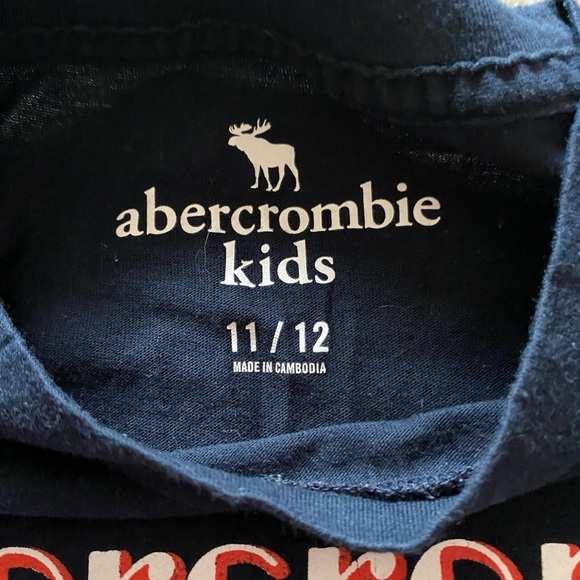 abercrombie
kids
11 / 12
MADE IN CAMBODIA